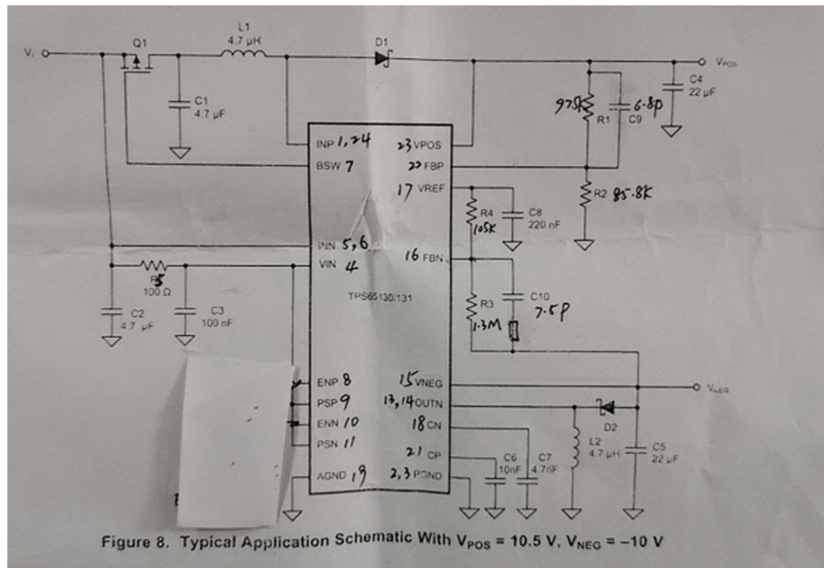 L1
4.7 µH
Q1
D1
V
VPOS
C1
4.7 µF
975k
R1
6.8p
C9
C4
22 µF
INP 1,24
23 VPOS
BSW 7
22 FBP
17 VREF
R2 85.8K
R4
105K
C8
220 nF
INN 5,6
VIN 4
16 FBN
R5
100 Ω
TPS65130/131
C2
4.7 µF
C3
100 nF
R3
1.3M
C10
7.5P
ENP 8
15 VNEG
VNEG
PSP 9
13,14 OUTN
ENN 10
18 CN
D2
PSN 11
21 CP
L2
4.7 µH
C5
22 µF
C6
10nF
C7
4.7nF
AGND 19
2,3 PGND
Figure 8. Typical Application Schematic With VPOS = 10.5 V, VNEG = –10 V